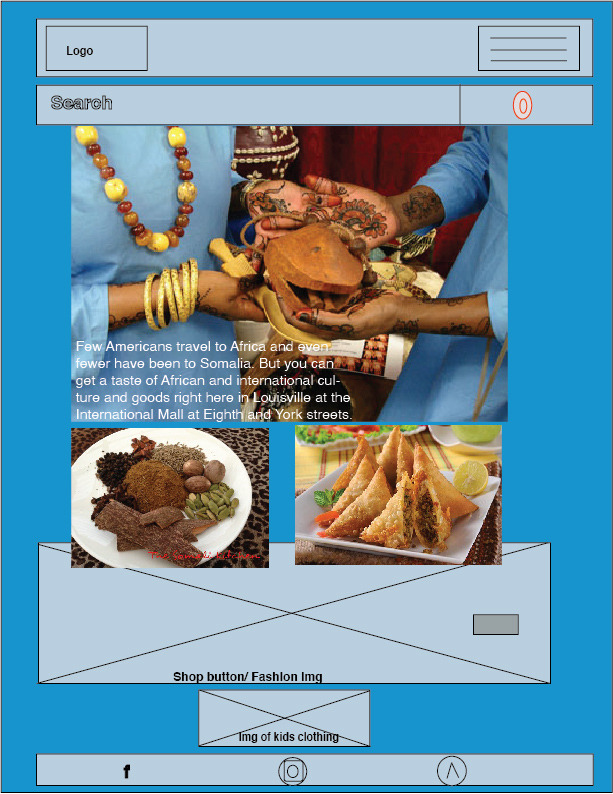 Logo
Search
Few Americans travel to Africa and even
fewer have been to Somalia. But you can
get a taste of African and international cul-
ture and goods right here in Louisville at the
International Mall at Eighth and York streets.
The Somali Kitchen
Shop button/ Fashion Img
Img of kids clothing
f